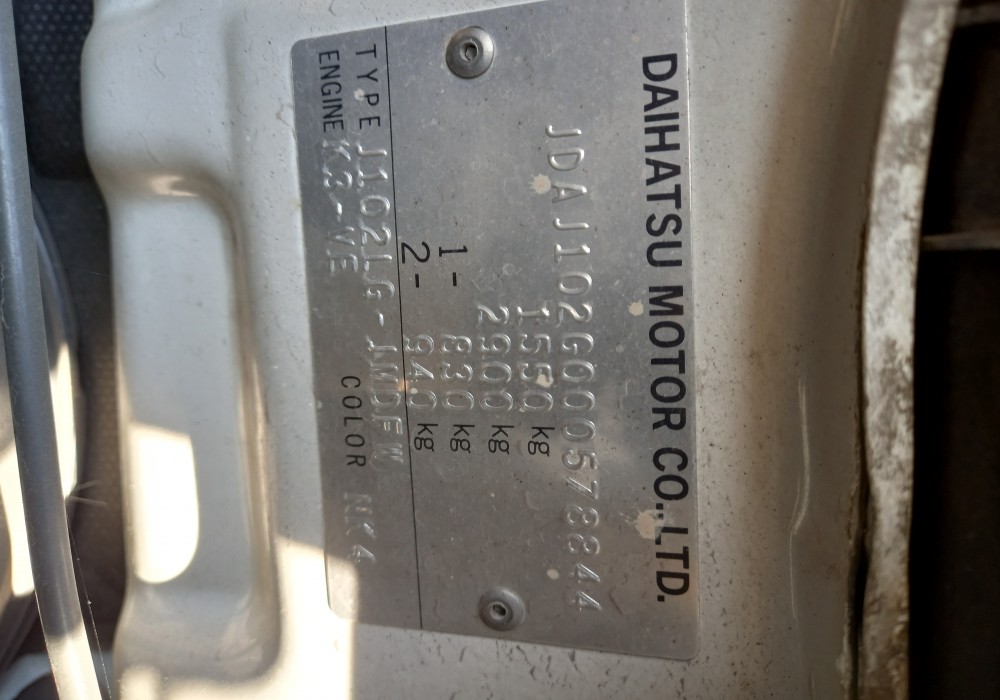 DAIHATSU MOTOR CO.,LTD.
JDAJ102G000578844
1550 kg
2900 kg
1- 830 kg
2- 940 kg
TYPE J102LG-
ENGINE K3-VE COLOR